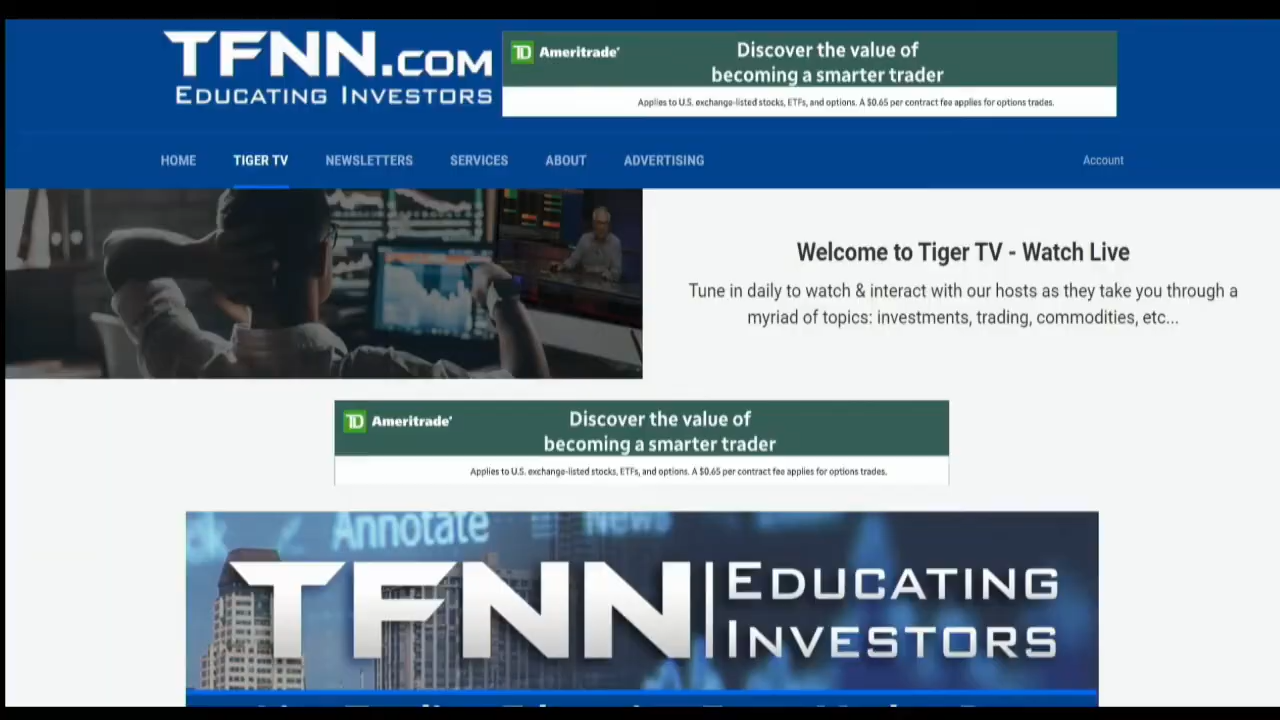 TFNN.COM
EDUCATING INVESTORS
TD Ameritrade
Discover the value of
becoming a smarter trader
Applies to U.S. exchange-listed stocks, ETFs, and options. A $0.65 per contract fee applies for options trades.
HOME TIGER TV NEWSLETTERS SERVICES ABOUT ADVERTISING Account
Welcome to Tiger TV - Watch Live
Tune in daily to watch & interact with our hosts as they take you through a
myriad of topics: investments, trading, commodities, etc...
TD Ameritrade
Discover the value of
becoming a smarter trader
Applies to U.S. exchange-listed stocks, ETFs, and options. A $0.65 per contract fee applies for options trades.
Annotate News
TFNN EDUCATING
INVESTORS